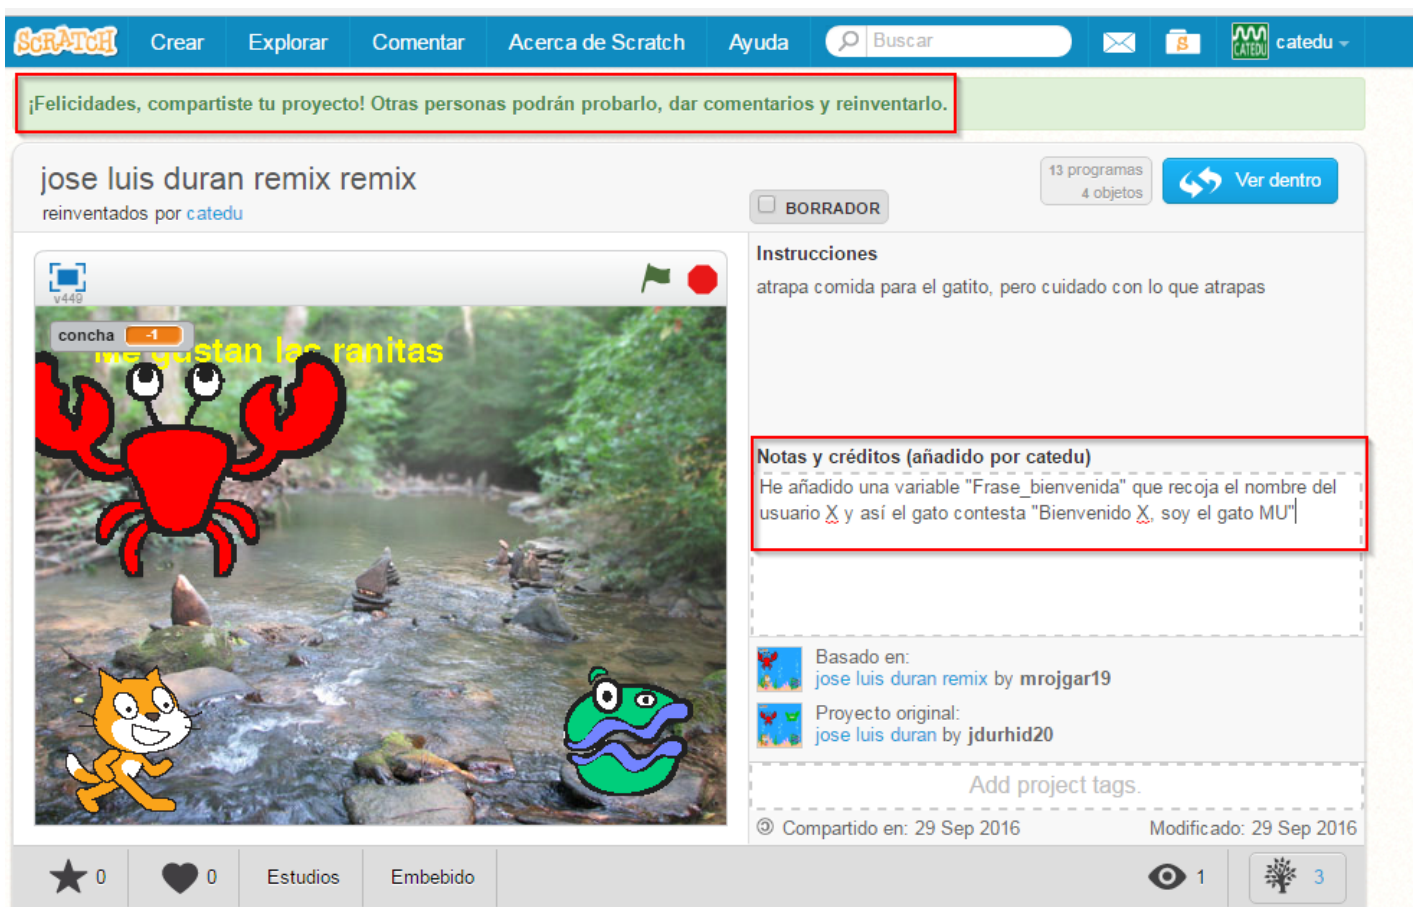 SCRATCH Crear Explorar Comentar Acerca de Scratch Ayuda Buscar S CATEDU catedu
¡Felicidades, compartiste tu proyecto! Otras personas podrán probarlo, dar comentarios y reinventarlo.
jose luis duran remix remix
reinventados por catedu
BORRADOR
13 programas
4 objetos
Ver dentro
v449
concha -1
Me gustan las ranitas
Instrucciones
atrapa comida para el gatito, pero cuidado con lo que atrapas
Notas y créditos (añadido por catedu)
He añadido una variable "Frase_bienvenida" que recoja el nombre del
usuario X y así el gato contesta "Bienvenido X, soy el gato MU"
Basado en:
jose luis duran remix by mrojgar19
Proyecto original:
jose luis duran by jdurhid20
Add project tags.
Compartido en: 29 Sep 2016 Modificado: 29 Sep 2016
0 0 Estudios Embebido 1 3